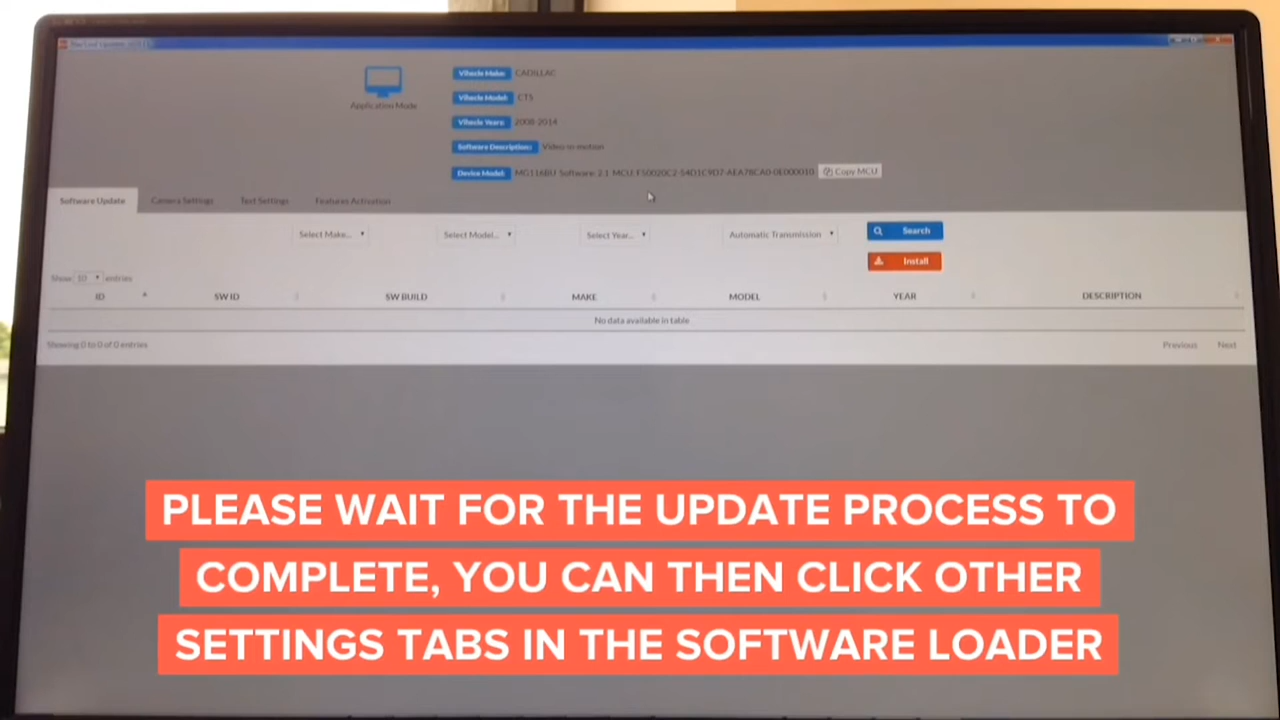 Application Mode
Vihecle Make: CADILLAC
Vihecle Model: CTS
Vihecle Years: 2008-2014
Software Description: Video-in-motion
Device Model: Copy MCU
Software Update Camera Settings Text Settings Features Activation
Select Make... Select Model... Select Year... Automatic Transmission Search
Install
Show 10 entries
ID SW ID SW BUILD MAKE MODEL YEAR DESCRIPTION
No data available in table
Showing 0 to 0 of 0 entries Previous Next
PLEASE WAIT FOR THE UPDATE PROCESS TO
COMPLETE, YOU CAN THEN CLICK OTHER
SETTINGS TABS IN THE SOFTWARE LOADER